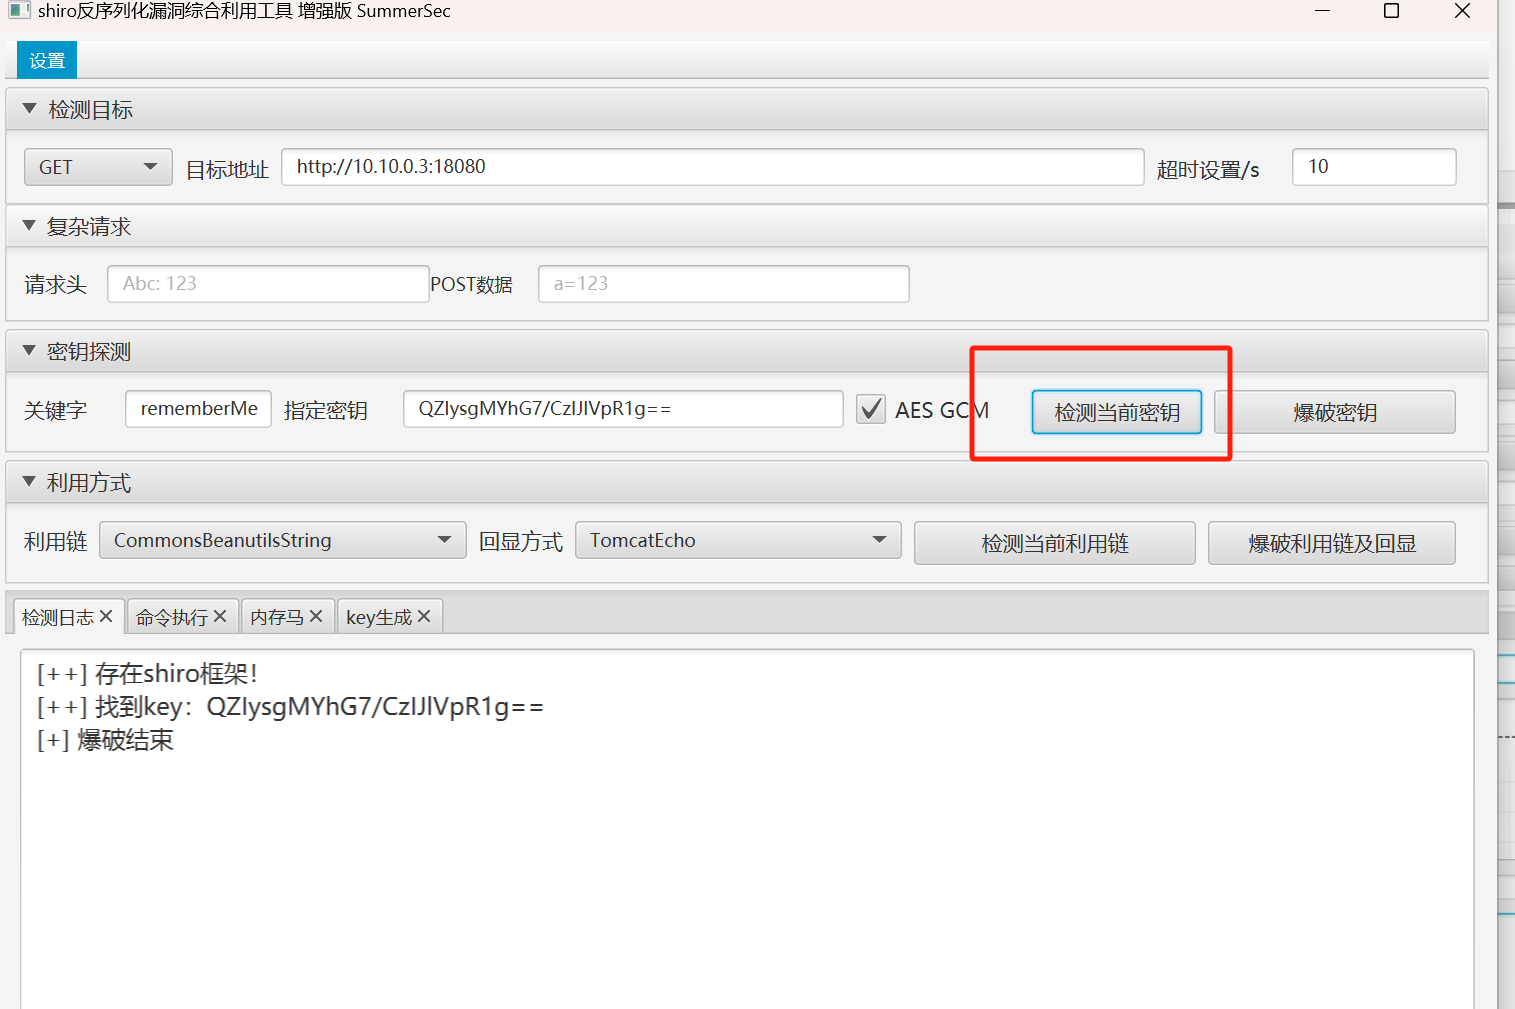 shiro反序列化漏洞综合利用工具 增强版 SummerSec
设置
检测目标
GET 目标地址 http://10.10.0.3:18080 超时设置/s 10
复杂请求
请求头 Abc: 123 POST数据 a=123
密钥探测
关键字 rememberMe 指定密钥 QZIysgMYhG7/CzIJlVpR1g== AES GCM 检测当前密钥 爆破密钥
利用方式
利用链 CommonsBeanutilsString 回显方式 TomcatEcho 检测当前利用链 爆破利用链及回显
检测日志 命令执行 内存马 key生成
[++] 存在shiro框架！
[++] 找到key：QZIysgMYhG7/CzIJlVpR1g==
[+] 爆破结束